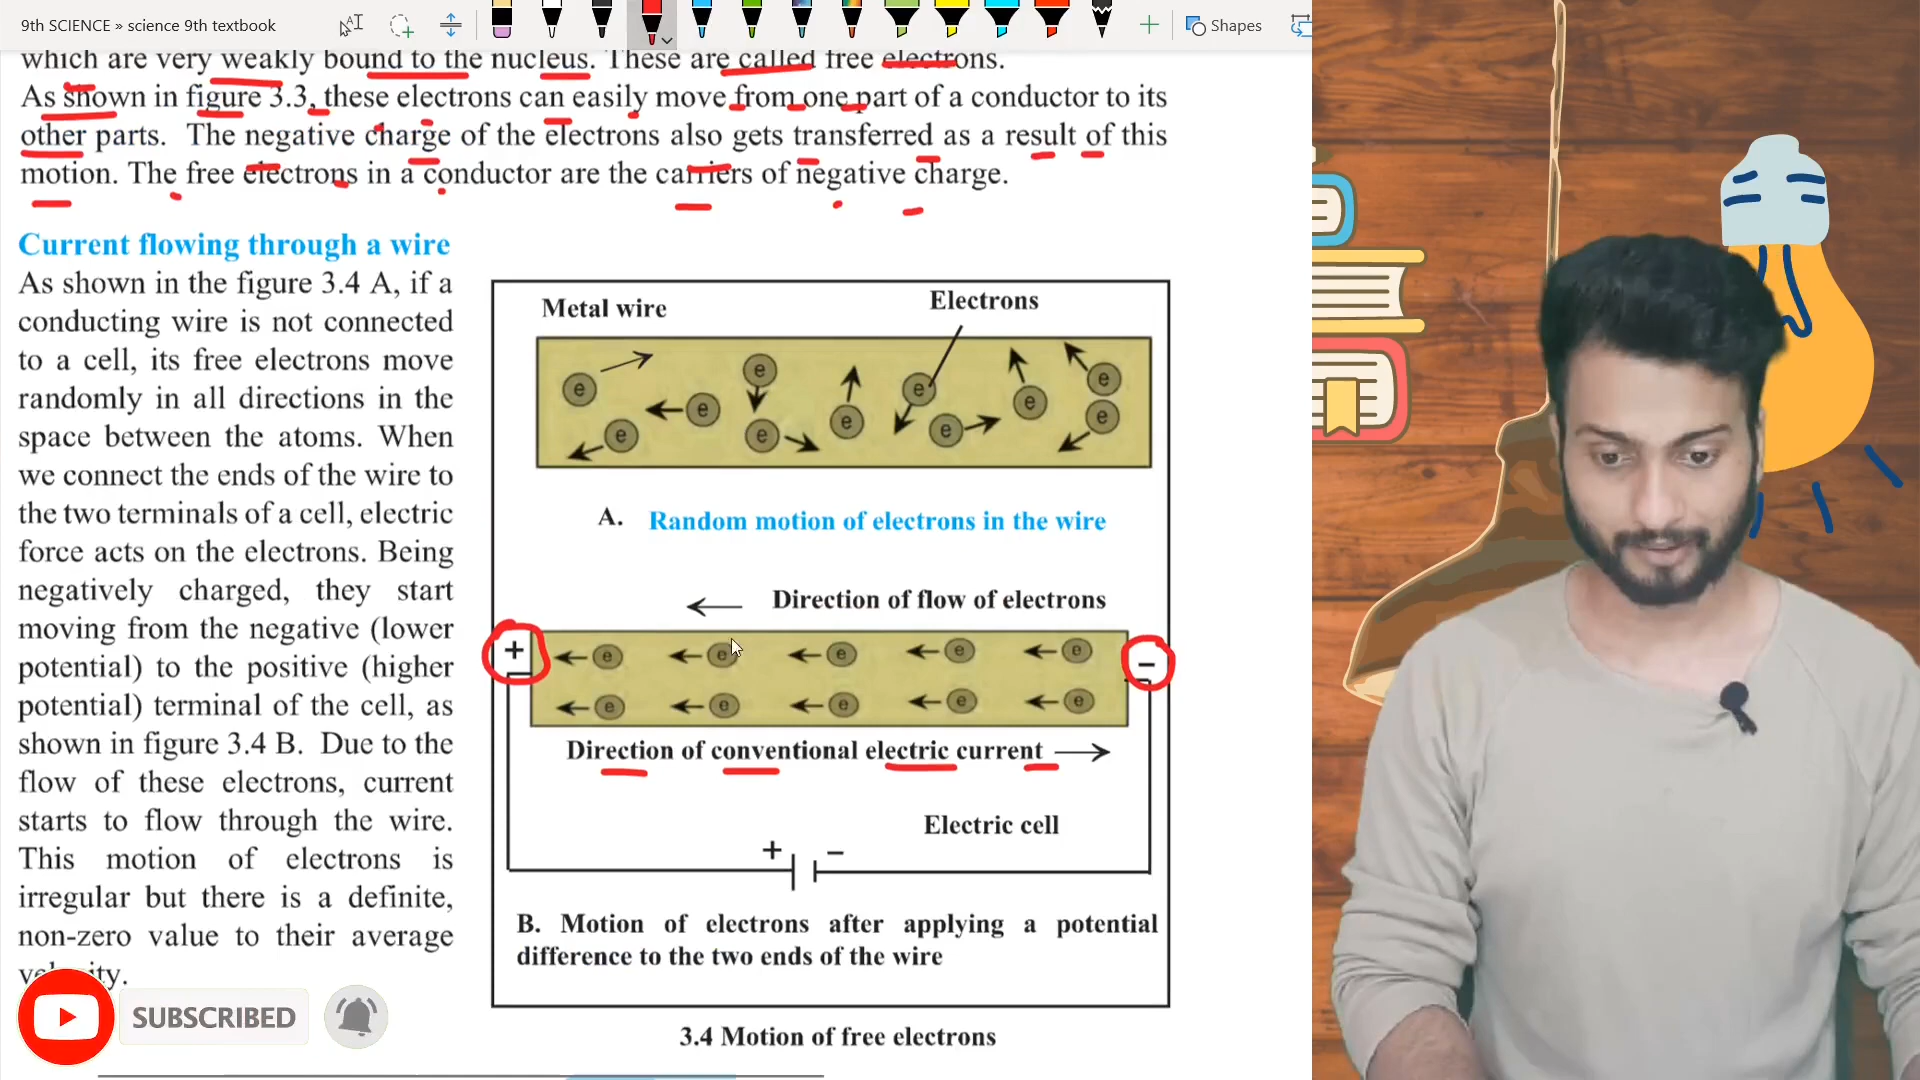 9th SCIENCE » science 9th textbook
Shapes
which are very weakly bound to the nucleus. These are called free electrons.
As shown in figure 3.3, these electrons can easily move from one part of a conductor to its
other parts. The negative charge of the electrons also gets transferred as a result of this
motion. The free electrons in a conductor are the carriers of negative charge.
Current flowing through a wire
As shown in the figure 3.4 A, if a
conducting wire is not connected
to a cell, its free electrons move
randomly in all directions in the
space between the atoms. When
we connect the ends of the wire to
the two terminals of a cell, electric
force acts on the electrons. Being
negatively charged, they start
moving from the negative (lower
potential) to the positive (higher
potential) terminal of the cell, as
shown in figure 3.4 B. Due to the
flow of these electrons, current
starts to flow through the wire.
This motion of electrons is
irregular but there is a definite,
non-zero value to their average
SUBSCRIBED
Metal wire
Electrons
e e e e e e e e e e e e
A. Random motion of electrons in the wire
Direction of flow of electrons
+ e e e e e −
e e e e e
Direction of conventional electric current
Electric cell
+ −
B. Motion of electrons after applying a potential
difference to the two ends of the wire
3.4 Motion of free electrons